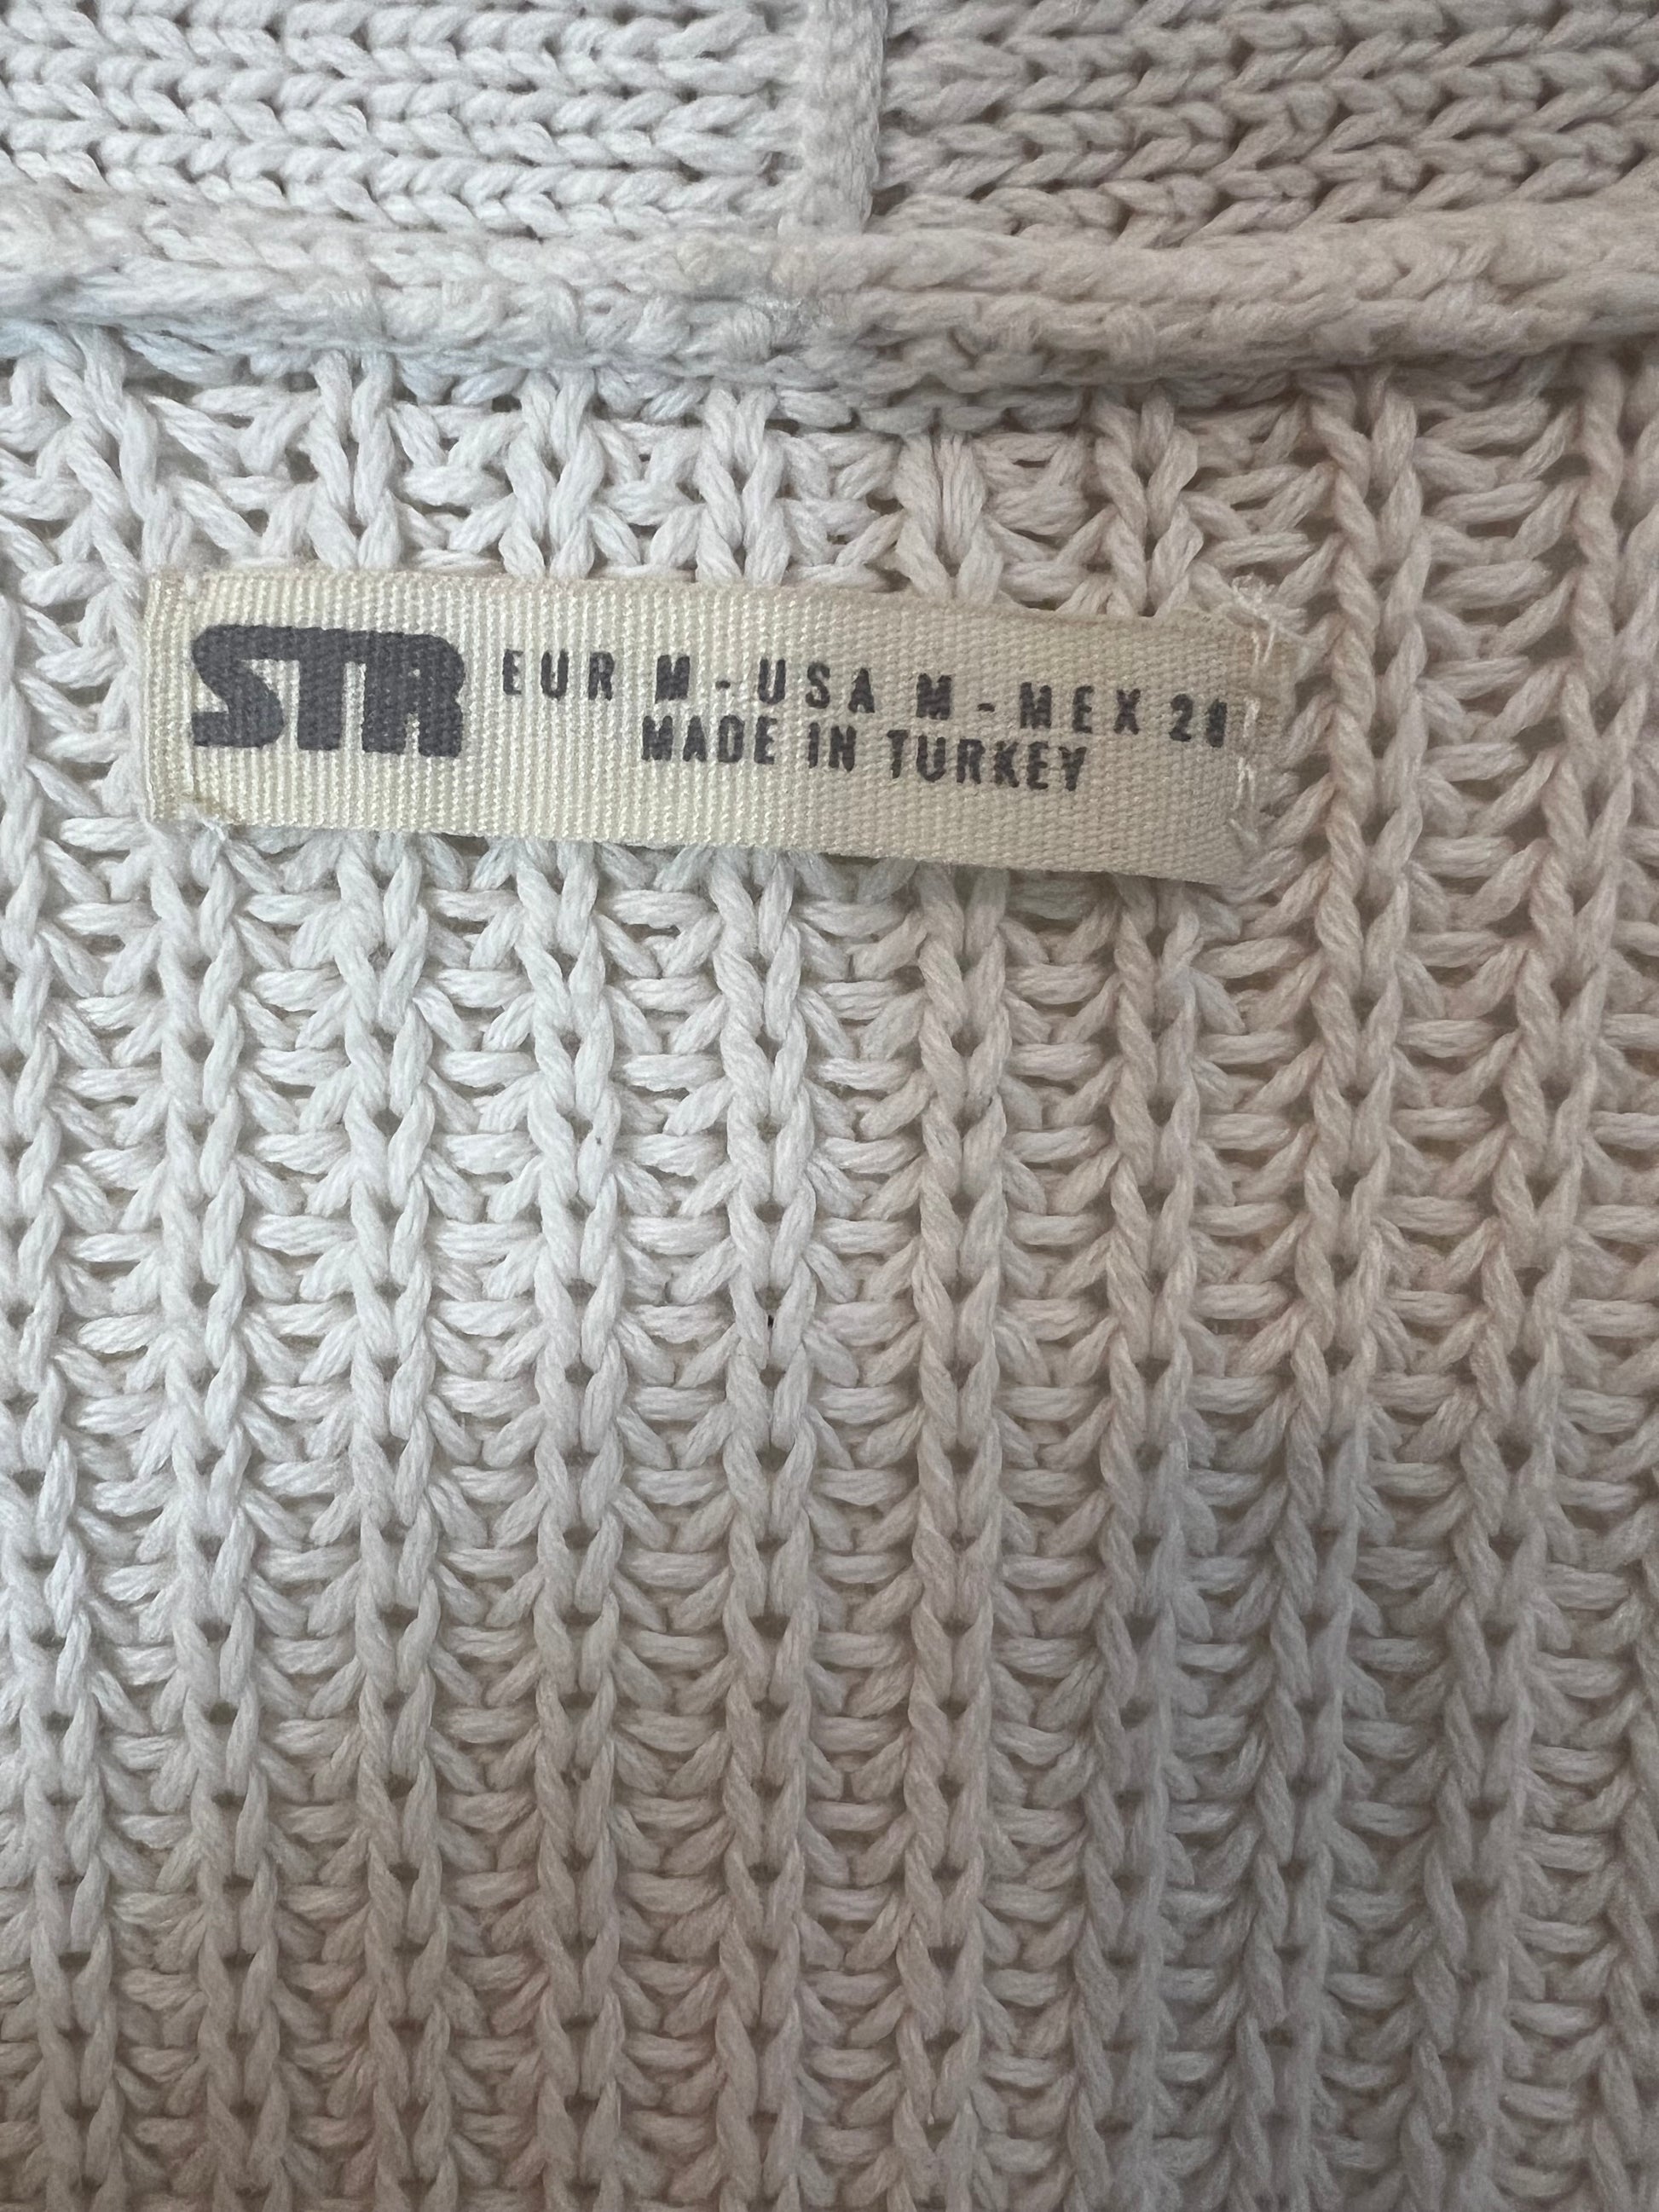 STR
EUR M - USA M - MEX 28
MADE IN TURKEY